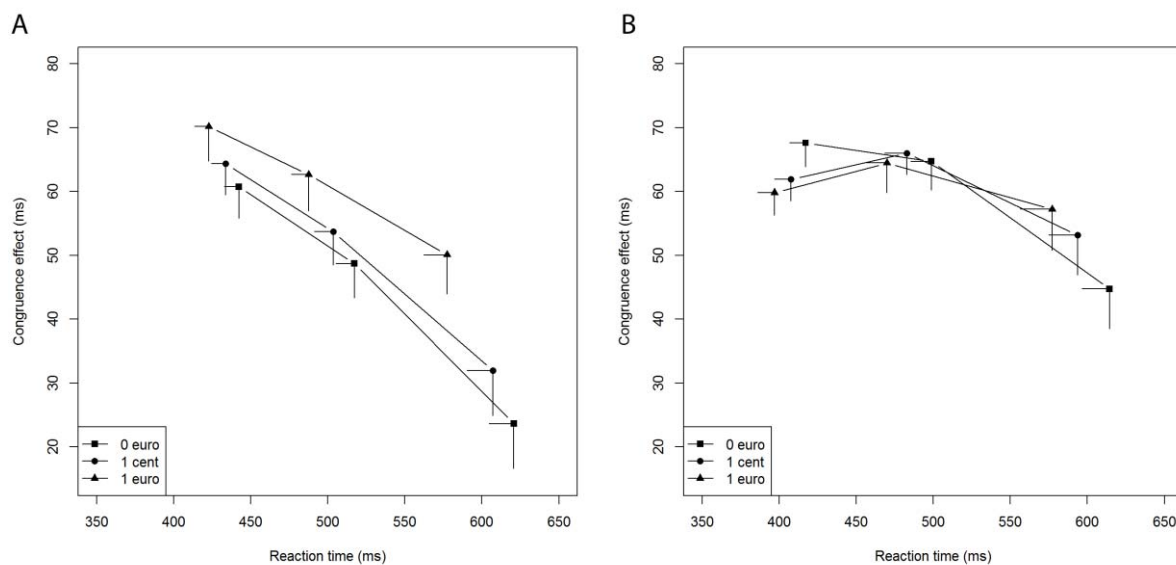 A
Congruence effect (ms)
80
70
60
50
40
30
20
0 euro
1 cent
1 euro
350 400 450 500 550 600 650
Reaction time (ms)
B
Congruence effect (ms)
80
70
60
50
40
30
20
0 euro
1 cent
1 euro
350 400 450 500 550 600 650
Reaction time (ms)